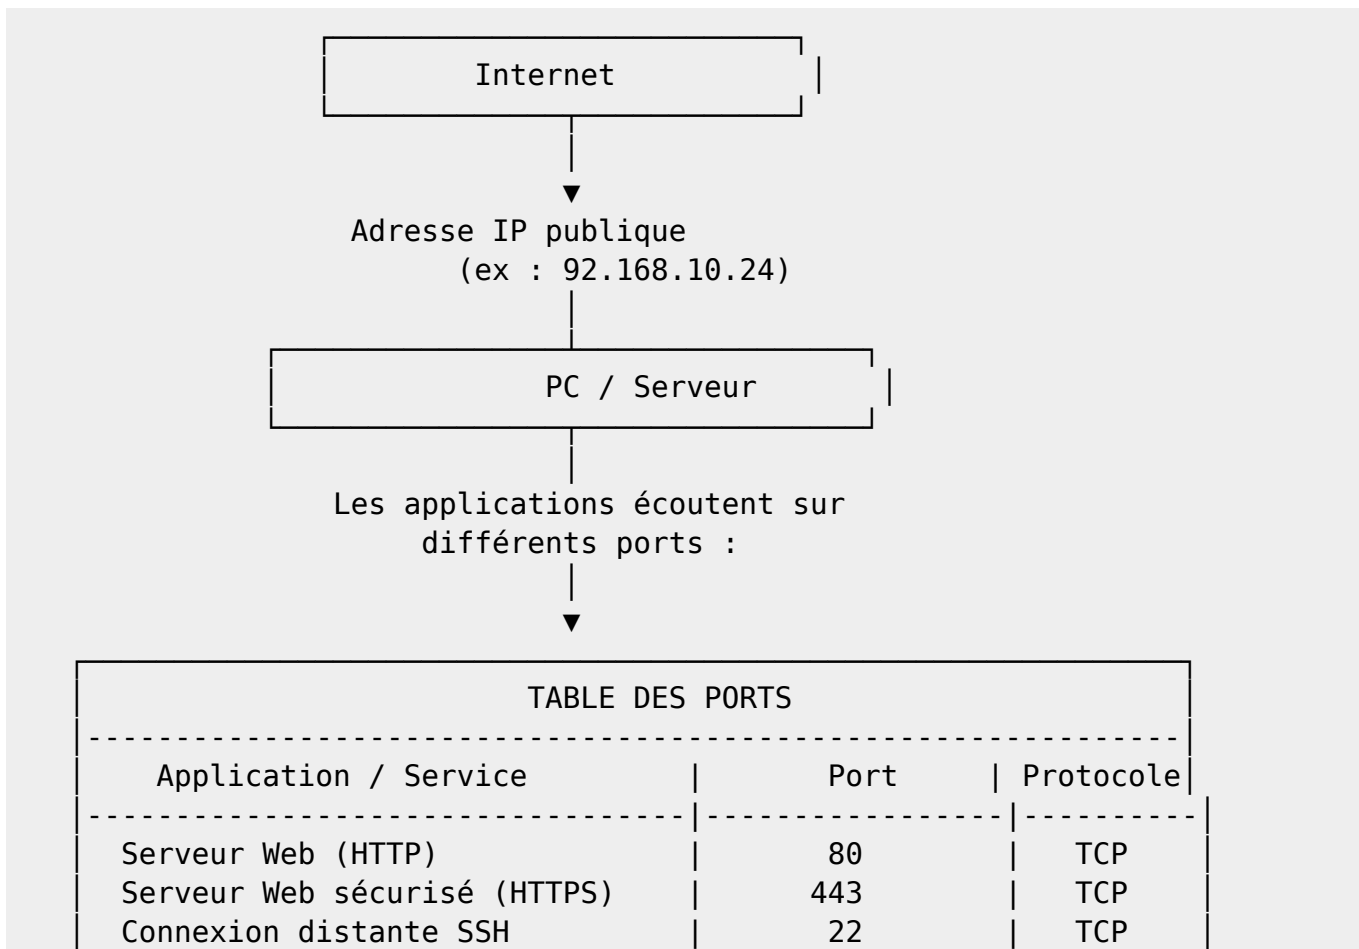 Internet
Adresse IP publique
(ex : 92.168.10.24)
PC / Serveur
Les applications écoutent sur
différents ports :
TABLE DES PORTS
Application / Service | Port | Protocole
Serveur Web (HTTP) | 80 | TCP
Serveur Web sécurisé (HTTPS) | 443 | TCP
Connexion distante SSH | 22 | TCP